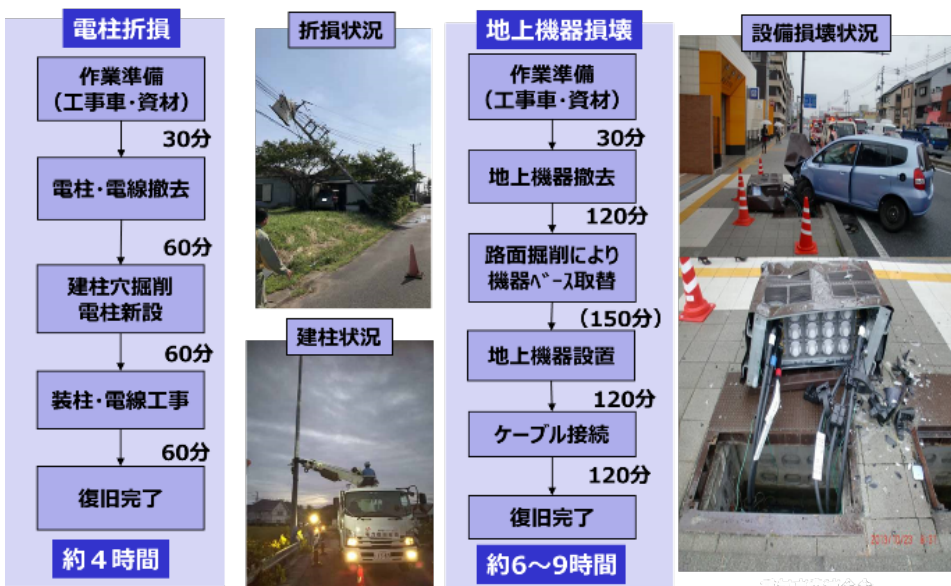 電柱折損
作業準備
（工事車・資材）
30分
電柱・電線撤去
60分
建柱穴掘削
電柱新設
60分
装柱・電線工事
60分
復旧完了
約４時間
折損状況
建柱状況
地上機器損壊
作業準備
（工事車・資材）
30分
地上機器撤去
120分
路面掘削により
機器ﾍﾞｰｽ取替
（150分）
地上機器設置
120分
ケーブル接続
120分
復旧完了
約6～9時間
設備損壊状況